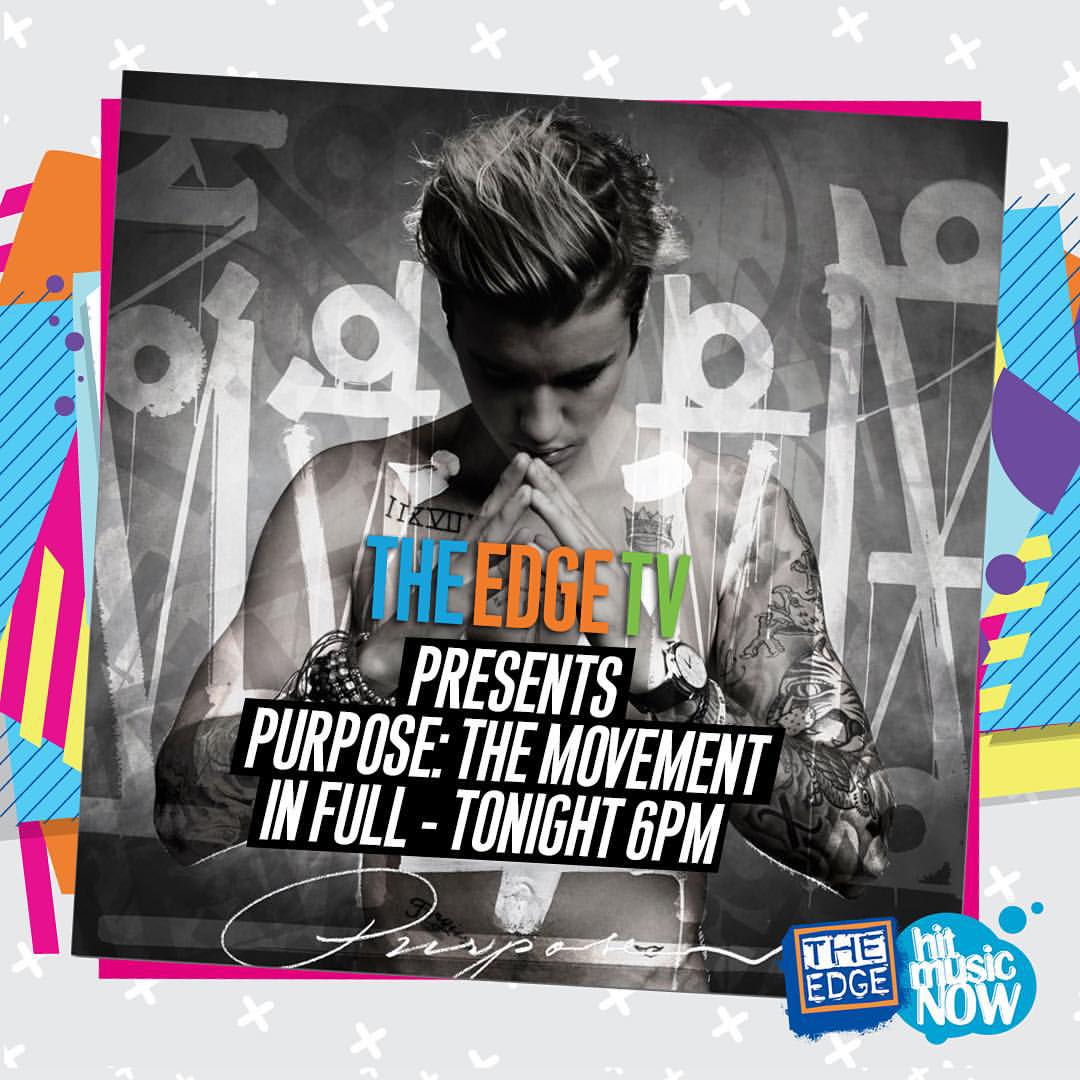 IIXVII
THE EDGE TV
PRESENTS
PURPOSE: THE MOVEMENT
IN FULL - TONIGHT 6PM
Purpose
THE
EDGE
hit
music
NOW